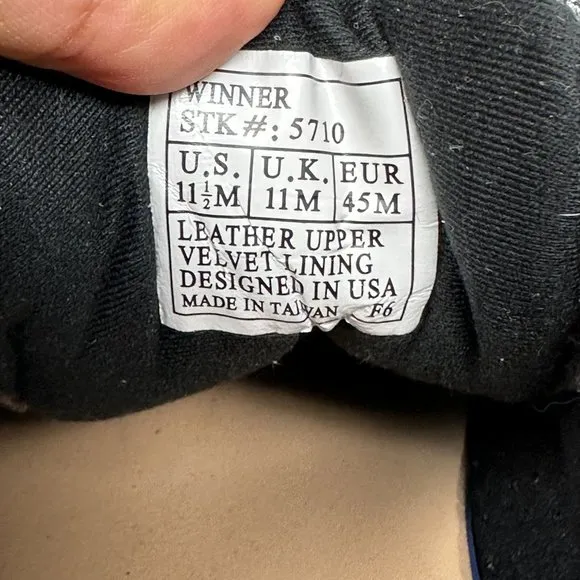 WINNER
STK#: 5710
U.S. U.K. EUR
11½M 11M 45M
LEATHER UPPER
VELVET LINING
DESIGNED IN USA
MADE IN TAIWAN F6